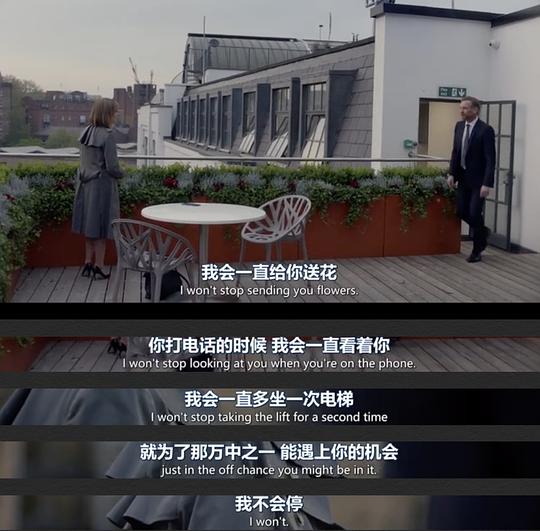 我会一直给你送花
I won't stop sending you flowers.
你打电话的时候 我会一直看着你
I won't stop looking at you when you're on the phone.
我会一直多坐一次电梯
I won't stop taking the lift for a second time
就为了那万中之一 能遇上你的机会
just in the off chance you might be in it.
我不会停
I won't.